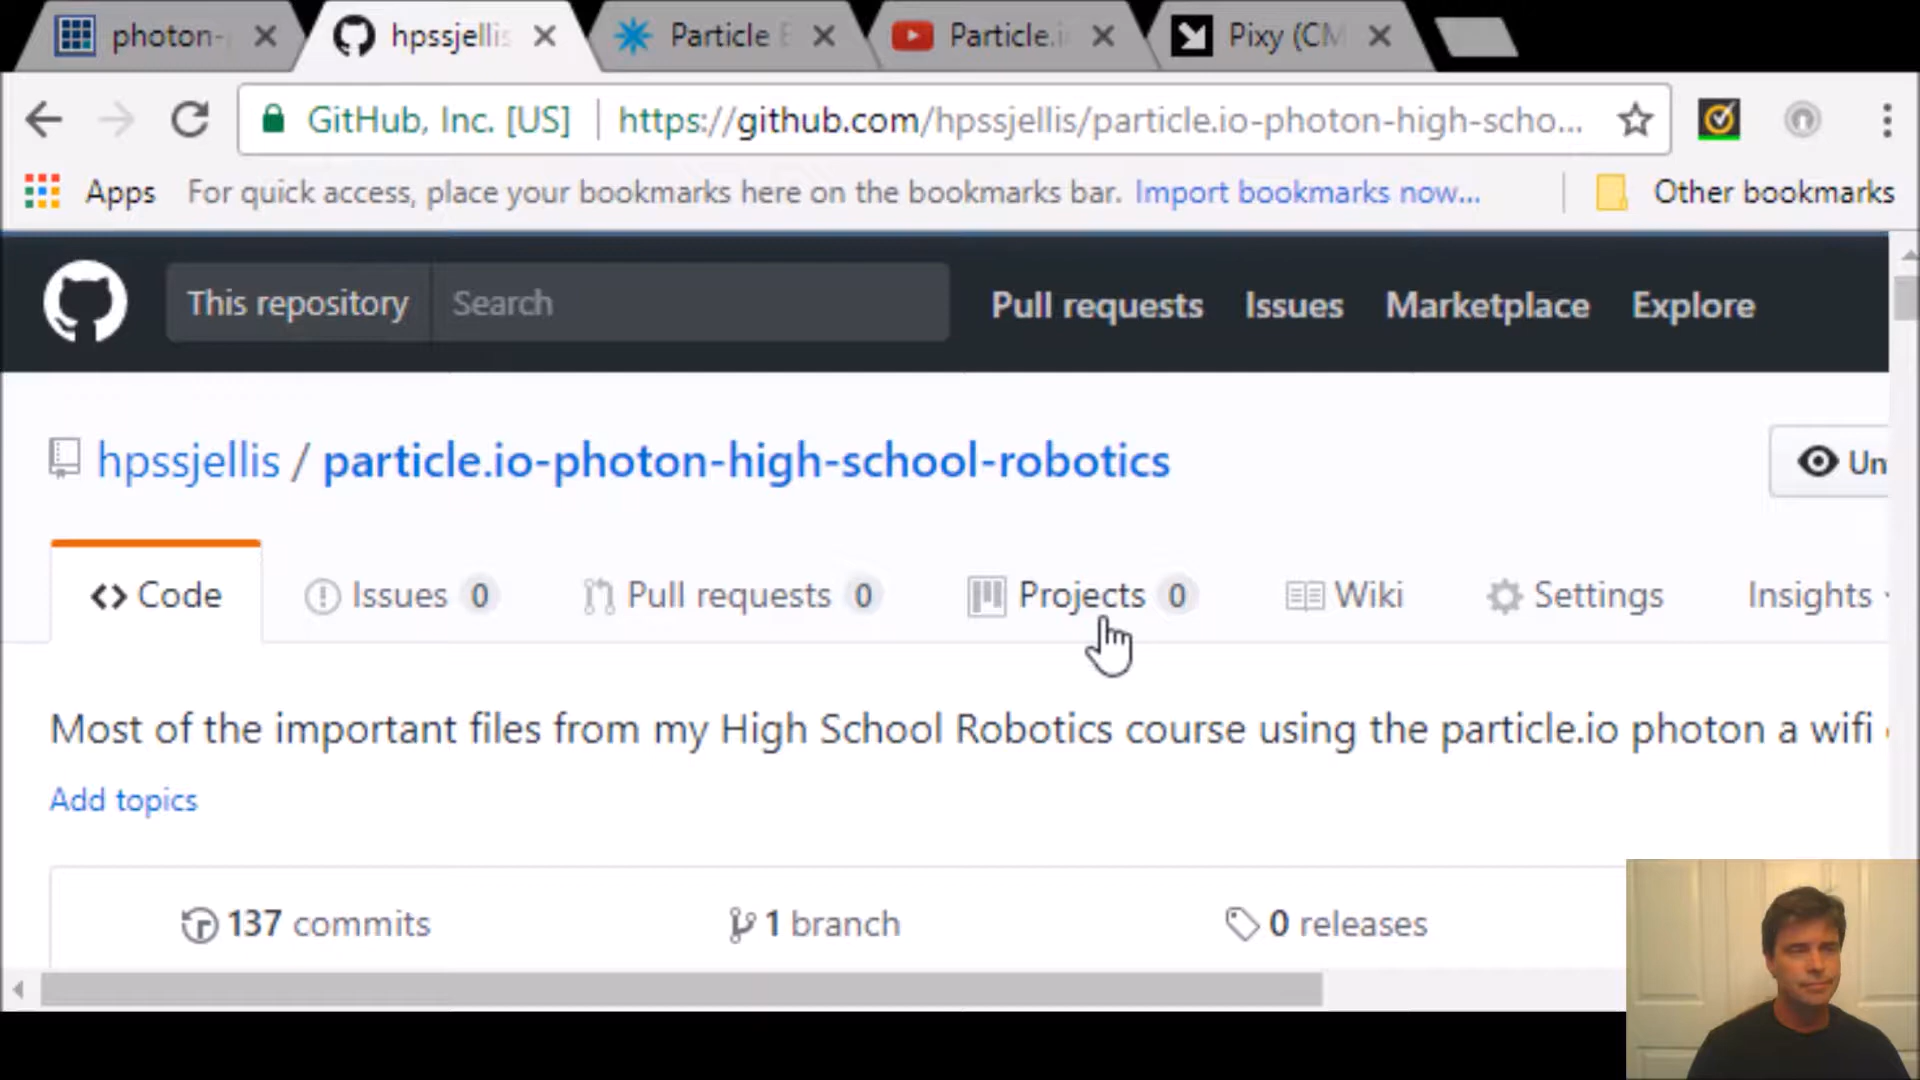 photon- hpssjellis Particle Particle.i Pixy (CM
GitHub, Inc. [US] https://github.com/hpssjellis/particle.io-photon-high-scho...
Apps For quick access, place your bookmarks here on the bookmarks bar. Import bookmarks now... Other bookmarks
This repository Search Pull requests Issues Marketplace Explore
hpssjellis / particle.io-photon-high-school-robotics Un
Code Issues 0 Pull requests 0 Projects 0 Wiki Settings Insights
Most of the important files from my High School Robotics course using the particle.io photon a wifi
Add topics
137 commits 1 branch 0 releases